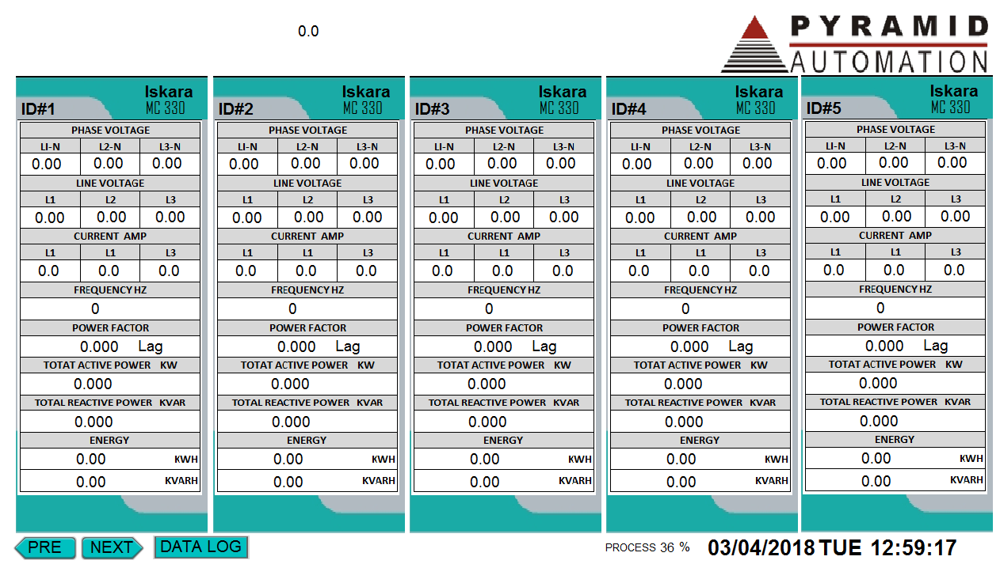 0.0
PYRAMID
AUTOMATION
Iskara
MC 330
ID#1
PHASE VOLTAGE
LI-N L2-N L3-N
0.00 0.00 0.00
LINE VOLTAGE
L1 L2 L3
0.00 0.00 0.00
CURRENT AMP
L1 L1 L3
0.0 0.0 0.0
FREQUENCY HZ
0
POWER FACTOR
0.000 Lag
TOTAT ACTIVE POWER KW
0.000
TOTAL REACTIVE POWER KVAR
0.000
ENERGY
0.00 KWH
0.00 KVARH
Iskara
MC 330
ID#2
PHASE VOLTAGE
LI-N L2-N L3-N
0.00 0.00 0.00
LINE VOLTAGE
L1 L2 L3
0.00 0.00 0.00
CURRENT AMP
L1 L1 L3
0.0 0.0 0.0
FREQUENCY HZ
0
POWER FACTOR
0.000 Lag
TOTAT ACTIVE POWER KW
0.000
TOTAL REACTIVE POWER KVAR
0.000
ENERGY
0.00 KWH
0.00 KVARH
Iskara
MC 330
ID#3
PHASE VOLTAGE
LI-N L2-N L3-N
0.00 0.00 0.00
LINE VOLTAGE
L1 L2 L3
0.00 0.00 0.00
CURRENT AMP
L1 L1 L3
0.0 0.0 0.0
FREQUENCY HZ
0
POWER FACTOR
0.000 Lag
TOTAT ACTIVE POWER KW
0.000
TOTAL REACTIVE POWER KVAR
0.000
ENERGY
0.00 KWH
0.00 KVARH
Iskara
MC 330
ID#4
PHASE VOLTAGE
LI-N L2-N L3-N
0.00 0.00 0.00
LINE VOLTAGE
L1 L2 L3
0.00 0.00 0.00
CURRENT AMP
L1 L1 L3
0.0 0.0 0.0
FREQUENCY HZ
0
POWER FACTOR
0.000 Lag
TOTAT ACTIVE POWER KW
0.000
TOTAL REACTIVE POWER KVAR
0.000
ENERGY
0.00 KWH
0.00 KVARH
Iskara
MC 330
ID#5
PHASE VOLTAGE
LI-N L2-N L3-N
0.00 0.00 0.00
LINE VOLTAGE
L1 L2 L3
0.00 0.00 0.00
CURRENT AMP
L1 L1 L3
0.0 0.0 0.0
FREQUENCY HZ
0
POWER FACTOR
0.000 Lag
TOTAT ACTIVE POWER KW
0.000
TOTAL REACTIVE POWER KVAR
0.000
ENERGY
0.00 KWH
0.00 KVARH
PRE NEXT DATA LOG PROCESS 36 % 03/04/2018 TUE 12:59:17